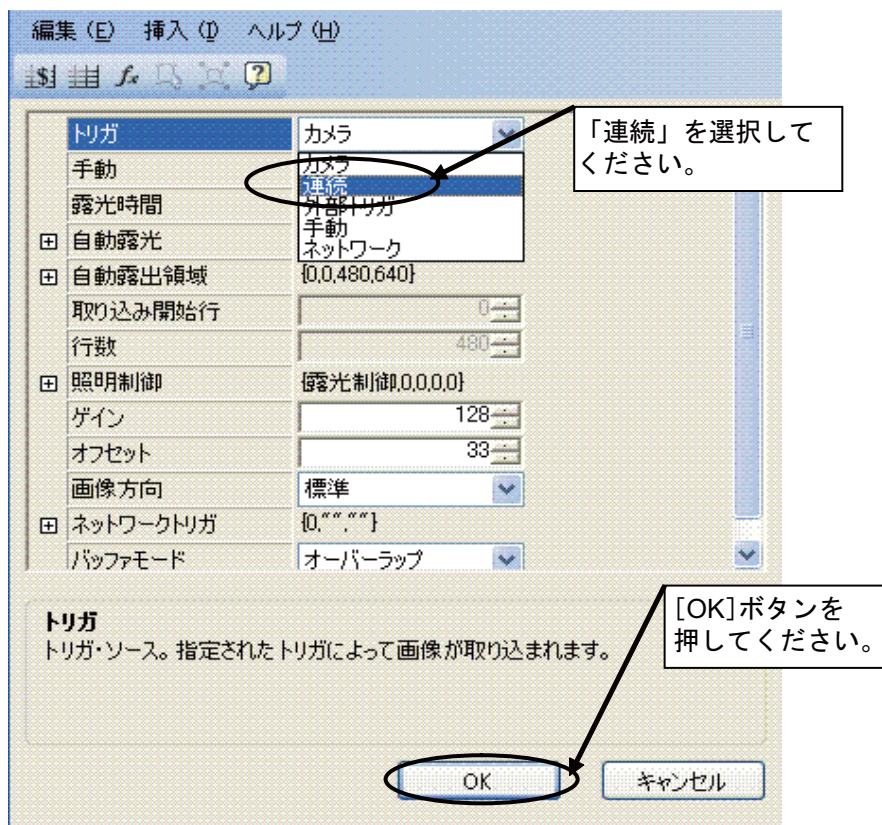 編集 (E) 挿入 (I) ヘルプ (H)
$ fx ?
トリガ カメラ
「連続」を選択して
ください。
手動 カメラ
連続
露光時間 外部トリガ
手動
自動露光 ネットワーク
自動露出領域 {0,0,480,640}
取り込み開始行 0
行数 480
照明制御 {露光制御,0,0,0,0}
ゲイン 128
オフセット 33
画像方向 標準
ネットワークトリガ {0,"",""}
バッファモード オーバーラップ
[OK]ボタンを
押してください。
トリガ
トリガ・ソース。指定されたトリガによって画像が取り込まれます。
OK キャンセル